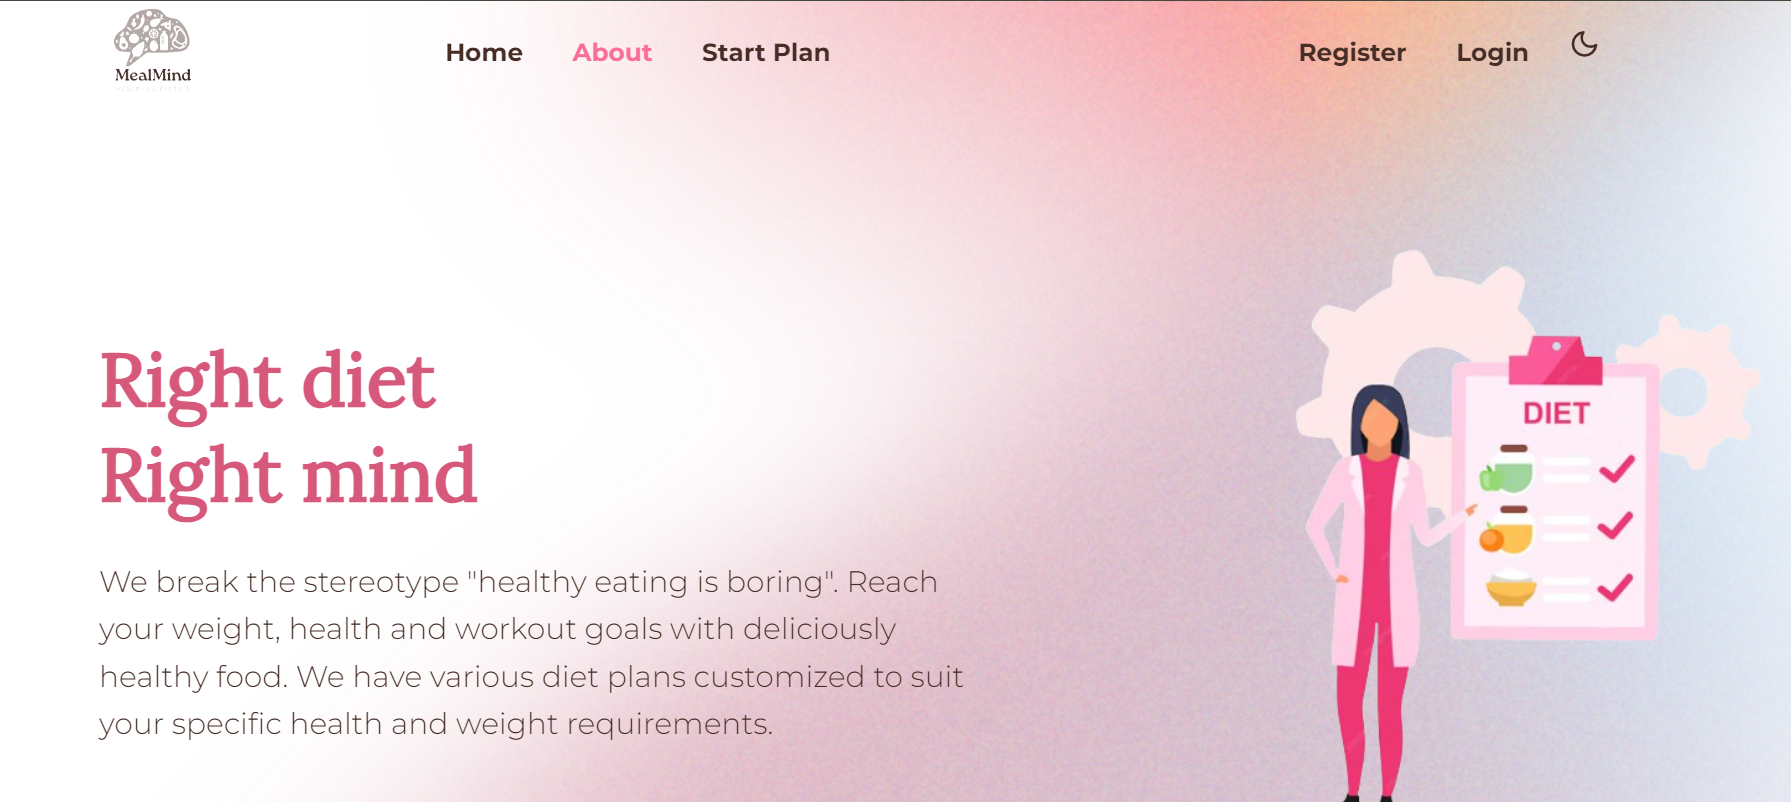 MealMind
HEALTHY LIFESTYLE
Home
About
Start Plan
Register
Login
Right diet
Right mind
We break the stereotype "healthy eating is boring". Reach
your weight, health and workout goals with deliciously
healthy food. We have various diet plans customized to suit
your specific health and weight requirements.
DIET